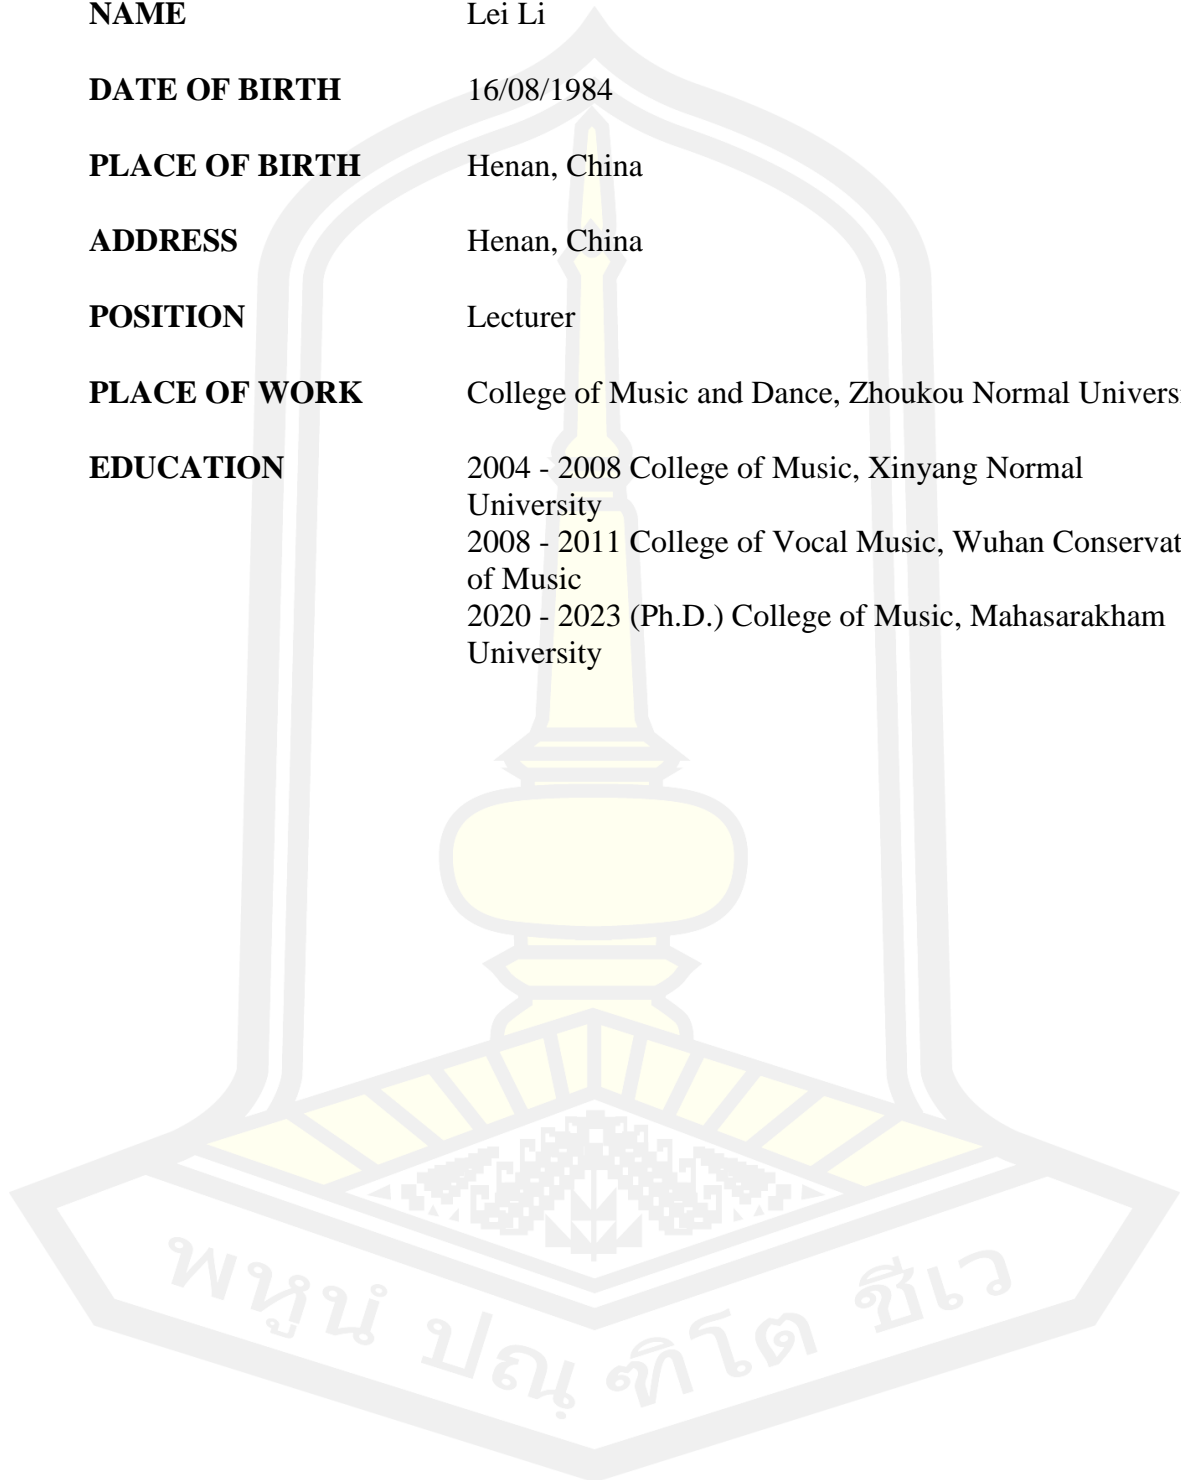 NAME Lei Li
DATE OF BIRTH 16/08/1984
PLACE OF BIRTH Henan, China
ADDRESS Henan, China
POSITION Lecturer
PLACE OF WORK College of Music and Dance, Zhoukou Normal Univers
EDUCATION 2004 - 2008 College of Music, Xinyang Normal
University
2008 - 2011 College of Vocal Music, Wuhan Conservat
of Music
2020 - 2023 (Ph.D.) College of Music, Mahasarakham
University
พหูนํ ปณฺฑิโต ชีเว